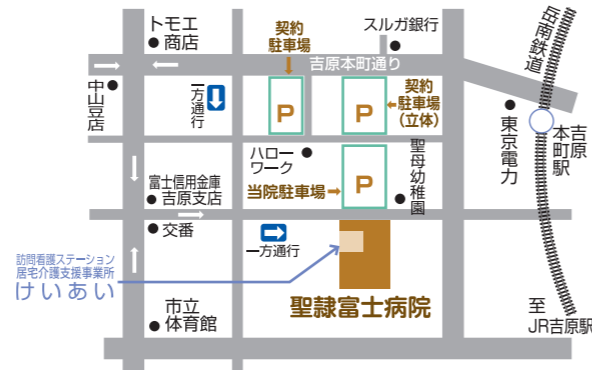 トモエ
商店
契約
駐車場
スルガ銀行
岳南鉄道
吉原本町通り
中山豆店
一方
通行
P
P
契約
駐車場
(立体)
東京電力
吉原
本町駅
ハロー
ワーク
聖母幼稚園
富士信用金庫
吉原支店
当院駐車場
P
交番
一方通行
訪問看護ステーション
居宅介護支援事業所
けいあい
聖隷富士病院
市立
体育館
至
JR吉原駅